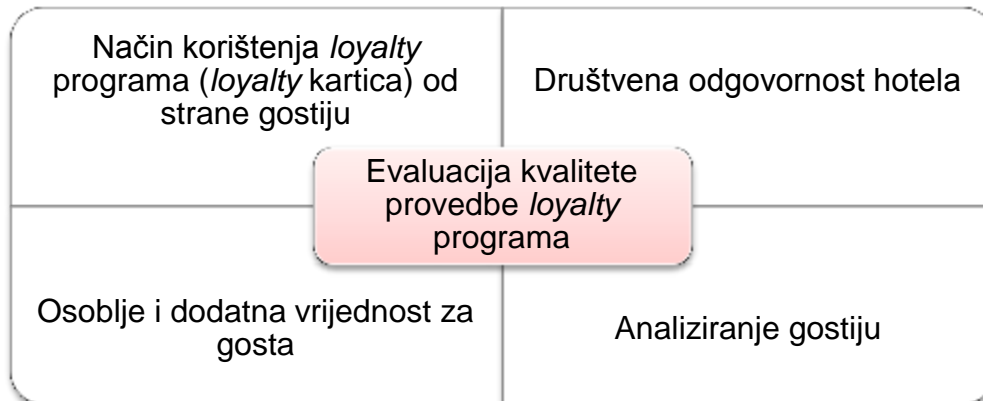 Način korištenja loyalty
programa (loyalty kartica) od
strane gostiju
Društvena odgovornost hotela
Evaluacija kvalitete
provedbe loyalty
programa
Osoblje i dodatna vrijednost za
gosta
Analiziranje gostiju